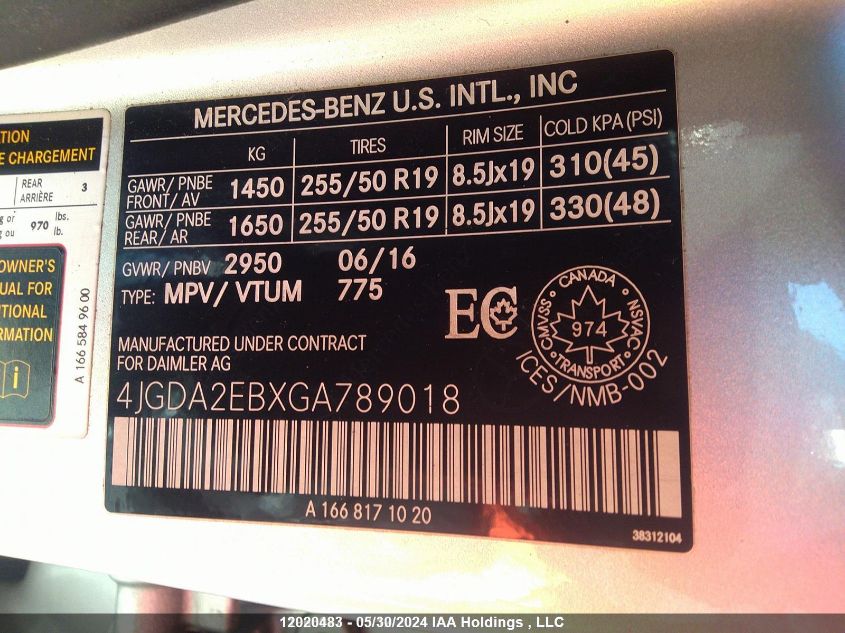 ATION
E CHARGEMENT
REAR
ARRIÈRE 3
g or
g ou 970 lbs.
lb.
OWNER'S
UAL FOR
TIONAL
ORMATION
i
A 166 584 96 00
MERCEDES-BENZ U.S. INTL., INC
KG TIRES RIM SIZE COLD KPA (PSI)
GAWR/ PNBE
FRONT/ AV 1450 255/50 R19 8.5Jx19 310(45)
GAWR/ PNBE
REAR/ AR 1650 255/50 R19 8.5Jx19 330(48)
GVWR/ PNBV 2950 06/16
TYPE: MPV/ VTUM 775
EC
CANADA
CMVSS NSVAC
974
TRANSPORT
ICES/NMB-002
MANUFACTURED UNDER CONTRACT
FOR DAIMLER AG
4JGDA2EBXGA789018
A 166 817 10 20
38312104
12020483 - 05/30/2024 IAA Holdings , LLC